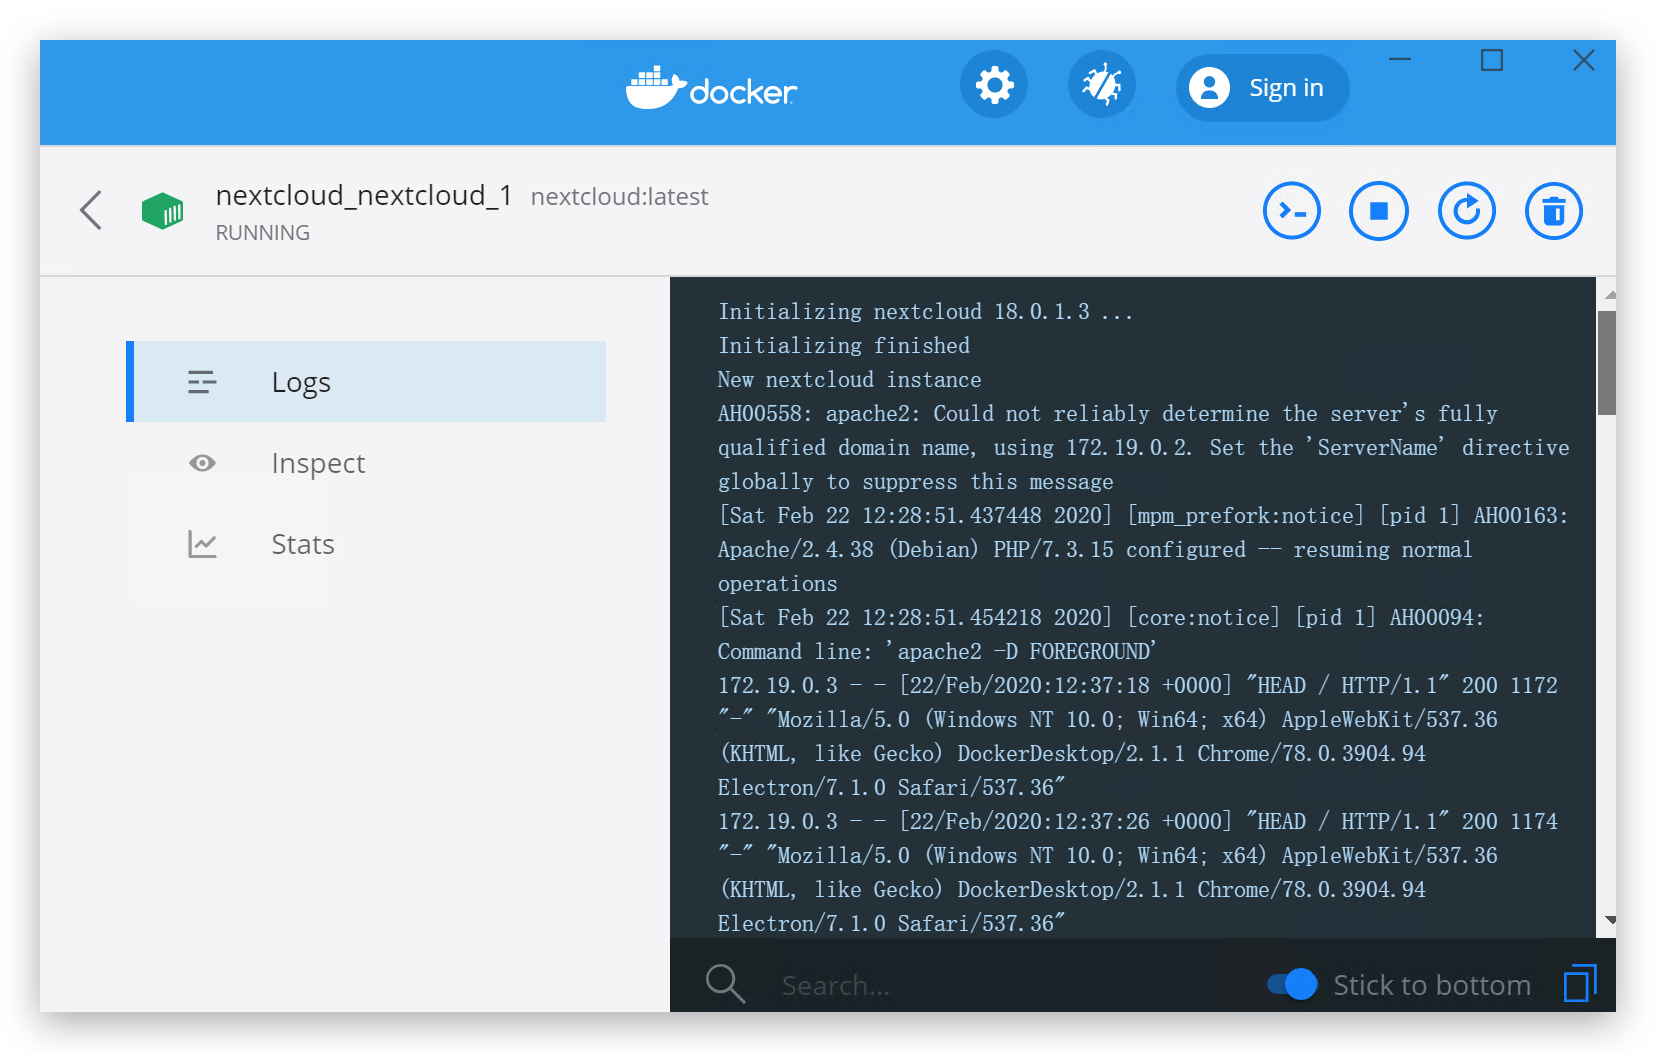 docker
Sign in
nextcloud_nextcloud_1 nextcloud:latest
RUNNING
Logs
Inspect
Stats
Initializing nextcloud 18.0.1.3 ...
Initializing finished
New nextcloud instance
AH00558: apache2: Could not reliably determine the server's fully
qualified domain name, using 172.19.0.2. Set the 'ServerName' directive
globally to suppress this message
[Sat Feb 22 12:28:51.437448 2020] [mpm_prefork:notice] [pid 1] AH00163:
Apache/2.4.38 (Debian) PHP/7.3.15 configured -- resuming normal
operations
[Sat Feb 22 12:28:51.454218 2020] [core:notice] [pid 1] AH00094:
Command line: 'apache2 -D FOREGROUND'
172.19.0.3 - - [22/Feb/2020:12:37:18 +0000] "HEAD / HTTP/1.1" 200 1172
"-" "Mozilla/5.0 (Windows NT 10.0; Win64; x64) AppleWebKit/537.36
(KHTML, like Gecko) DockerDesktop/2.1.1 Chrome/78.0.3904.94
Electron/7.1.0 Safari/537.36"
172.19.0.3 - - [22/Feb/2020:12:37:26 +0000] "HEAD / HTTP/1.1" 200 1174
"-" "Mozilla/5.0 (Windows NT 10.0; Win64; x64) AppleWebKit/537.36
(KHTML, like Gecko) DockerDesktop/2.1.1 Chrome/78.0.3904.94
Electron/7.1.0 Safari/537.36"
Search...
Stick to bottom